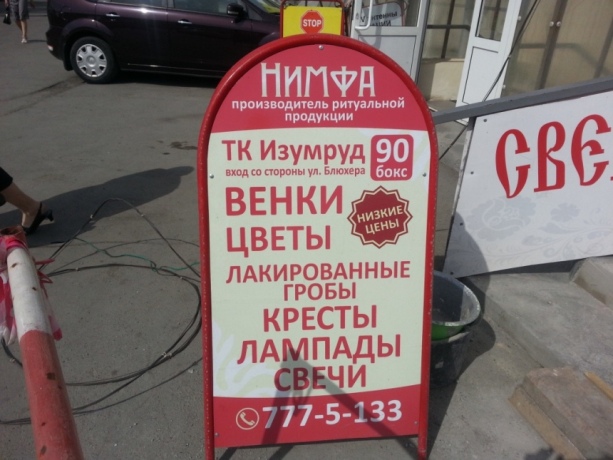 STOP
НИМФА
производитель ритуальной
продукции
ТК Изумруд
вход со стороны ул. Блюхера
90
бокс
ВЕНКИ
ЦВЕТЫ
НИЗКИЕ
ЦЕНЫ
ЛАКИРОВАННЫЕ
ГРОБЫ
КРЕСТЫ
ЛАМПАДЫ
СВЕЧИ
777-5-133
СВЕ